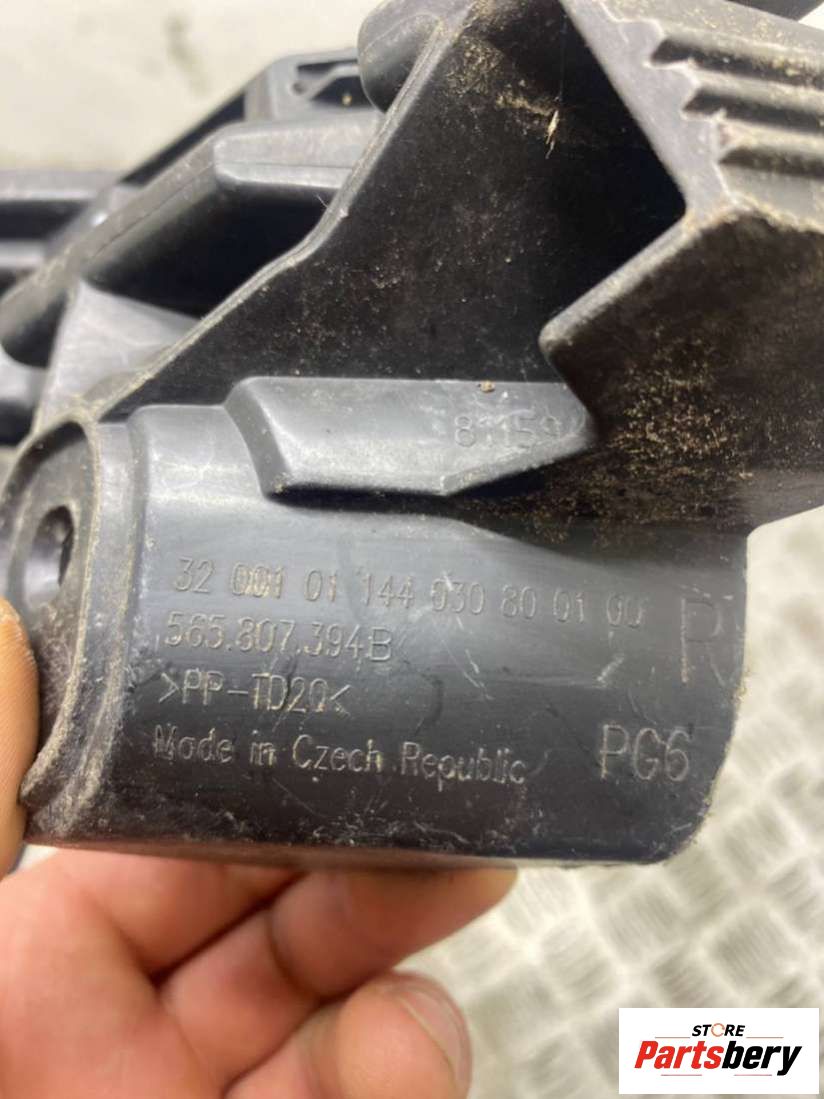 81159
32 001 01 144 030 80 01 00
R
565.807.394B
>PP-TD20<
PG6
Made in Czech Republic
STORE
Partsbery